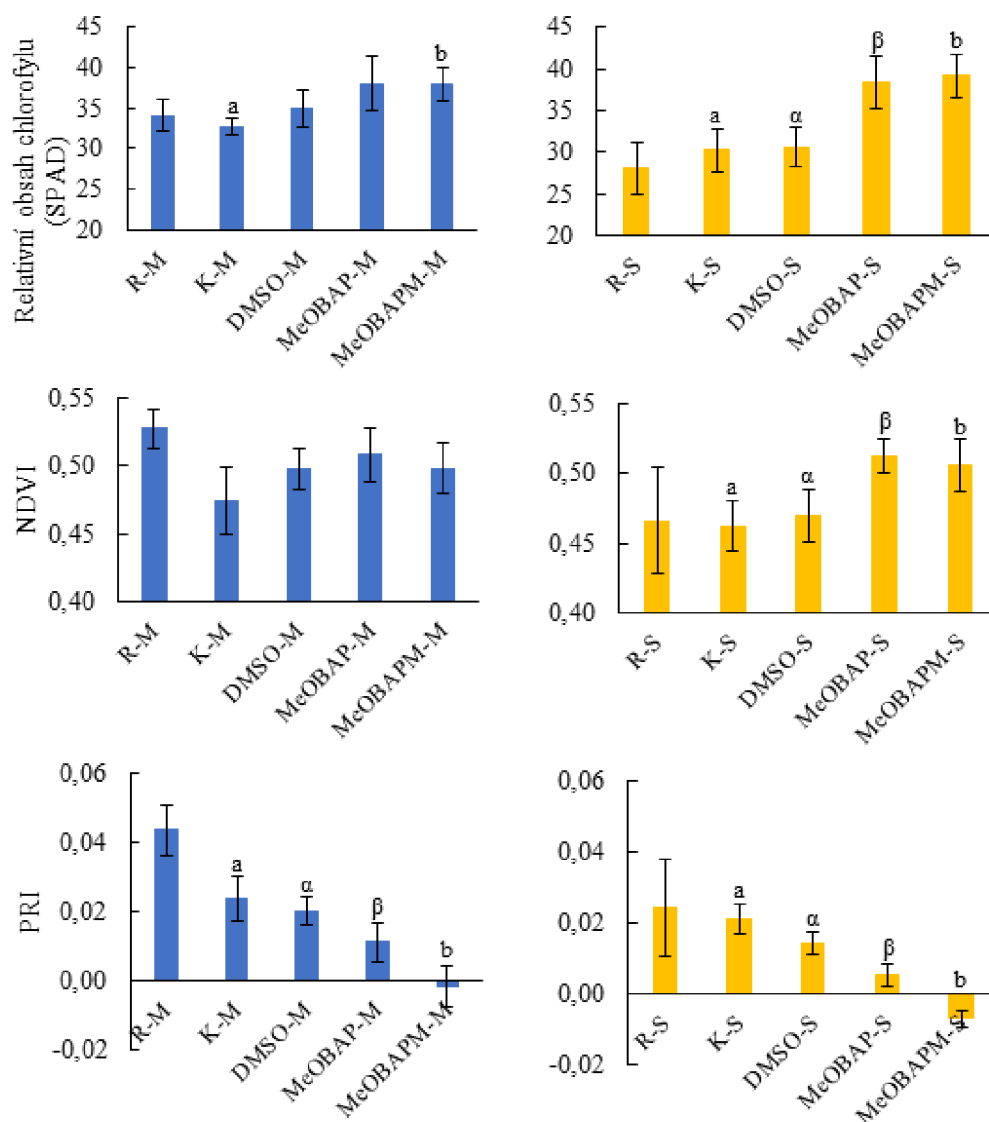 Relativní obsah chlorofylu
(SPAD)
45
40
35
30
25
20
a
b
R-M
K-M
DMSO-M
MeOBAP-M
MeOBAPM-M
45
40
35
30
25
20
a
α
β
b
R-S
K-S
DMSO-S
MeOBAP-S
MeOBAPM-S
NDVI
0,55
0,50
0,45
0,40
R-M
K-M
DMSO-M
MeOBAP-M
MeOBAPM-M
0,55
0,50
0,45
0,40
a
α
β
b
R-S
K-S
DMSO-S
MeOBAP-S
MeOBAPM-S
PRI
0,06
0,04
0,02
0,00
-0,02
a
α
β
b
R-M
K-M
DMSO-M
MeOBAP-M
MeOBAPM-M
0,06
0,04
0,02
0,00
-0,02
a
α
β
b
R-S
K-S
DMSO-S
MeOBAP-S
MeOBAPM-S